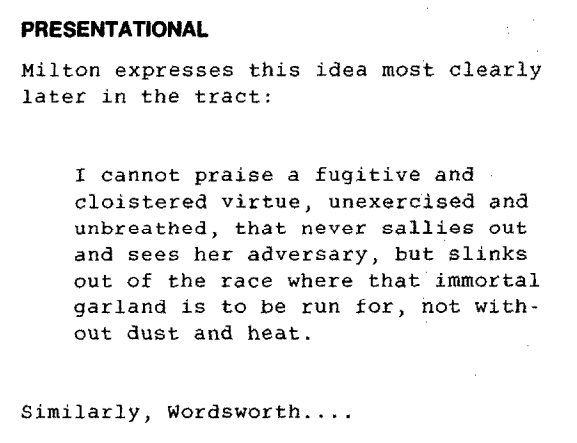 PRESENTATIONAL
Milton expresses this idea most clearly
later in the tract:
I cannot praise a fugitive and
cloistered virtue, unexercised and
unbreathed, that never sallies out
and sees her adversary, but slinks
out of the race where that immortal
garland is to be run for, not with-
out dust and heat.
Similarly, Wordsworth....